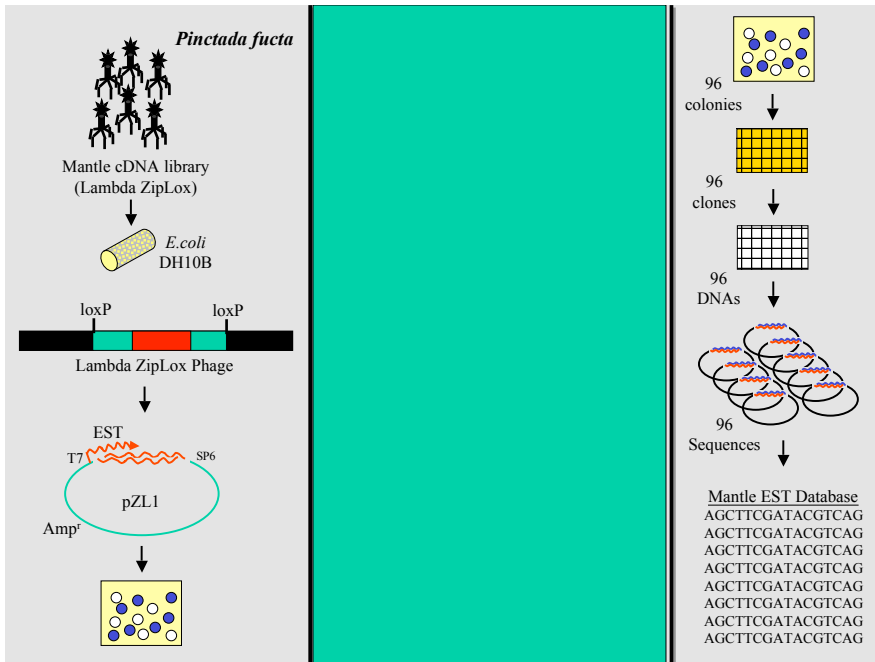 Pinctada fucta
Mantle cDNA library
(Lambda ZipLox)
E.coli
DH10B
loxP
loxP
Lambda ZipLox Phage
EST
T7
SP6
pZL1
Ampr
96
colonies
96
clones
96
DNAs
96
Sequences
Mantle EST Database
AGCTTCGATACGTCAG
AGCTTCGATACGTCAG
AGCTTCGATACGTCAG
AGCTTCGATACGTCAG
AGCTTCGATACGTCAG
AGCTTCGATACGTCAG
AGCTTCGATACGTCAG
AGCTTCGATACGTCAG